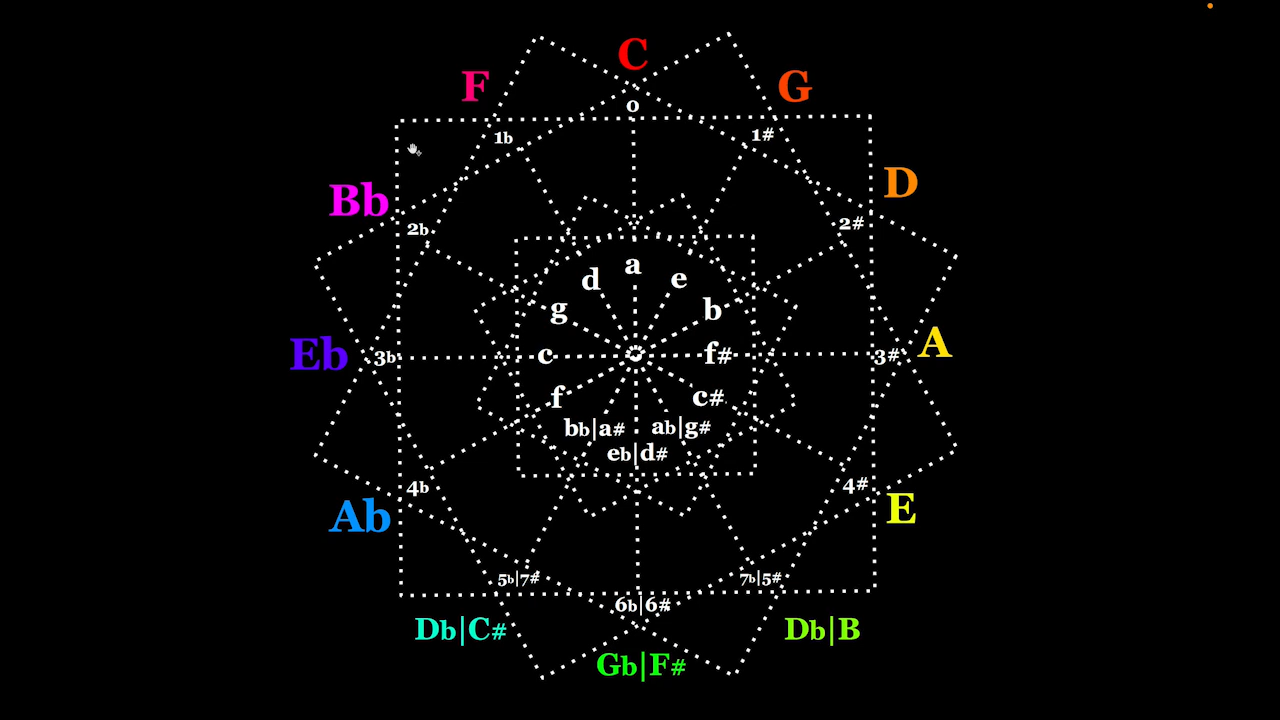 C
F
G
o
1b
1#
Bb
D
2b
2#
d
a
e
g
b
Eb
3b
c
f#
3#
A
f
c#
bb|a#
ab|g#
eb|d#
4b
4#
Ab
E
5b|7#
7b|5#
6b|6#
Db|C#
Db|B
Gb|F#